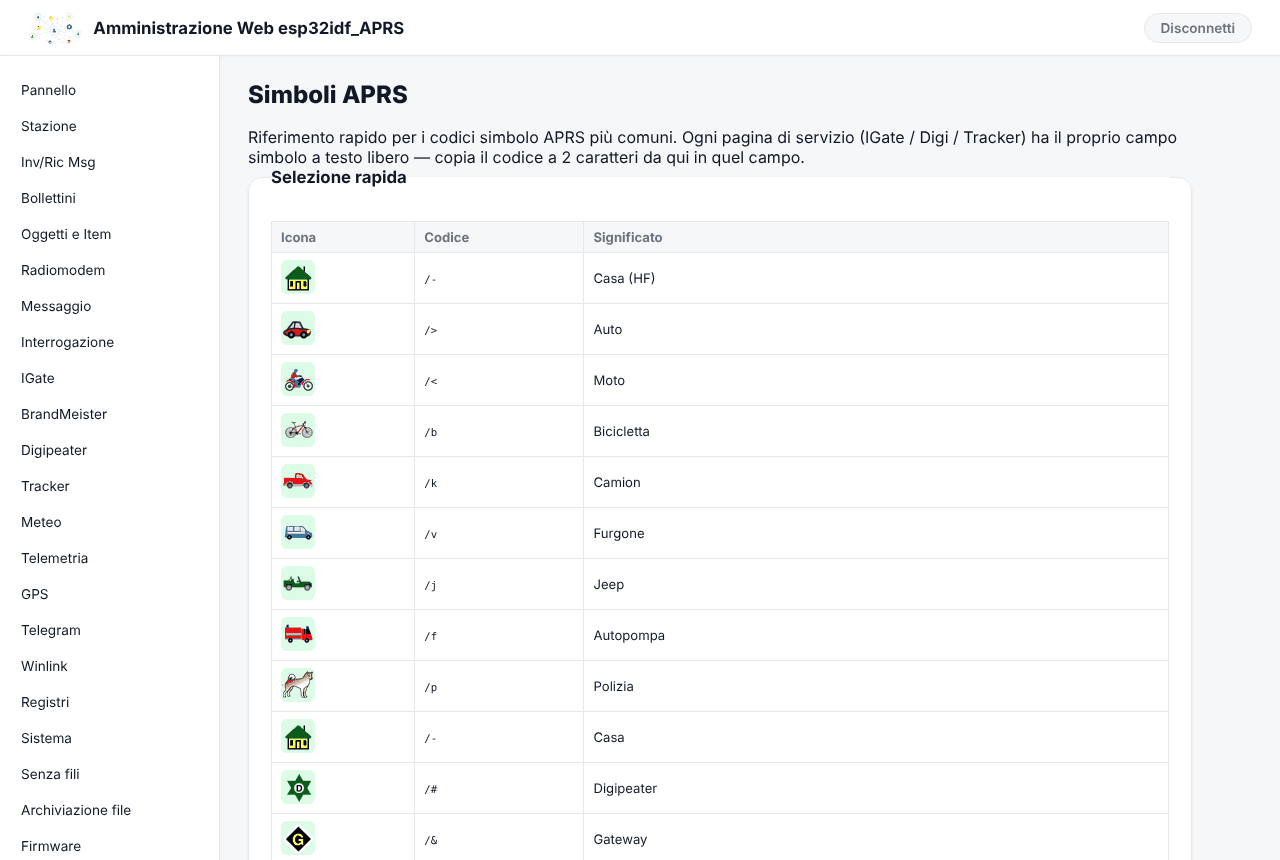 Amministrazione Web esp32idf_APRS
Disconnetti
Pannello
Stazione
Inv/Ric Msg
Bollettini
Oggetti e Item
Radiomodem
Messaggio
Interrogazione
IGate
BrandMeister
Digipeater
Tracker
Meteo
Telemetria
GPS
Telegram
Winlink
Registri
Sistema
Senza fili
Archiviazione file
Firmware
Simboli APRS
Riferimento rapido per i codici simbolo APRS più comuni. Ogni pagina di servizio (IGate / Digi / Tracker) ha il proprio campo
simbolo a testo libero — copia il codice a 2 caratteri da qui in quel campo.
Selezione rapida
Icona Codice Significato
/- Casa (HF)
/> Auto
/< Moto
/b Bicicletta
/k Camion
/v Furgone
/j Jeep
/f Autopompa
/p Polizia
/- Casa
D /# Digipeater
G /& Gateway